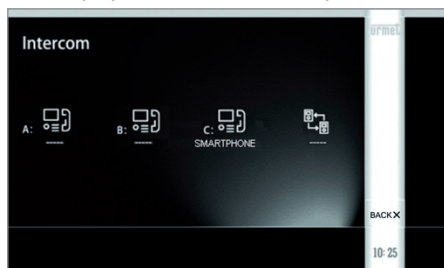 Intercom
urmet
A:
B:
C:
-----
-----
SMARTPHONE
-----
BACK X
10:25